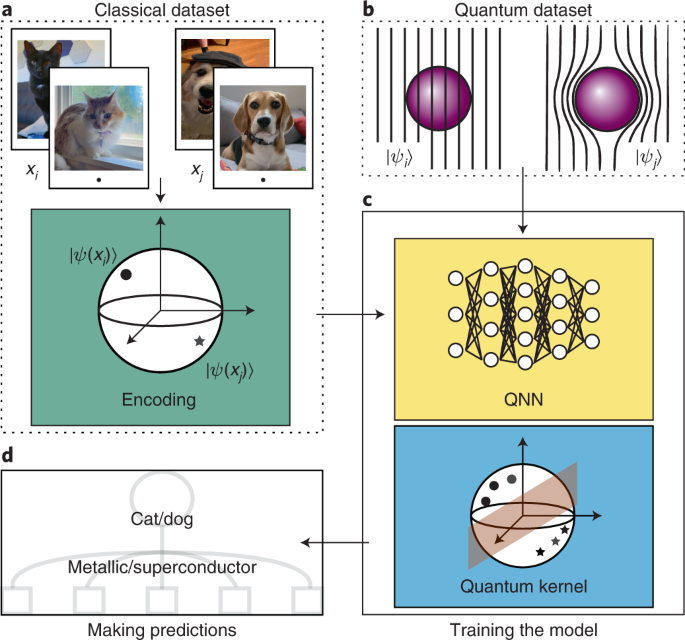 a
Classical dataset
x_i
x_j
|ψ(x_i)⟩
|ψ(x_j)⟩
Encoding
b
Quantum dataset
|ψ_i⟩
|ψ_j⟩
c
QNN
Quantum kernel
Training the model
d
Cat/dog
Metallic/superconductor
Making predictions